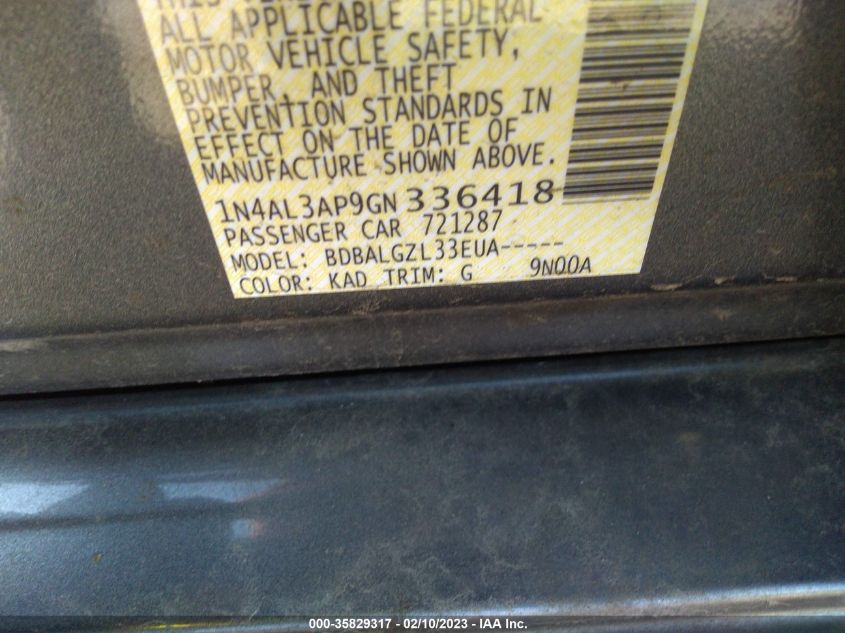 ALL APPLICABLE FEDERAL
MOTOR VEHICLE SAFETY,
BUMPER, AND THEFT
PREVENTION STANDARDS IN
EFFECT ON THE DATE OF
MANUFACTURE SHOWN ABOVE.
1N4AL3AP9GN336418
PASSENGER CAR 721287
MODEL: BDBALGZL33EUA-----
COLOR: KAD TRIM: G 9N00A
000-35829317 - 02/10/2023 - IAA Inc.